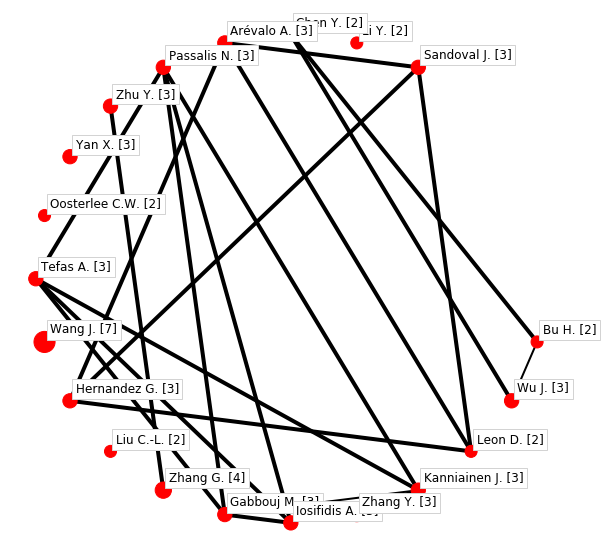 Chen Y. [2]
Arévalo A. [3]
Li Y. [2]
Sandoval J. [3]
Passalis N. [3]
Zhu Y. [3]
Yan X. [3]
Oosterlee C.W. [2]
Tefas A. [3]
Wang J. [7]
Bu H. [2]
Hernandez G. [3]
Wu J. [3]
Liu C.-L. [2]
Leon D. [2]
Zhang G. [4]
Kanniainen J. [3]
Gabbouj M. [3]
Zhang Y. [3]
Iosifidis A. [3]